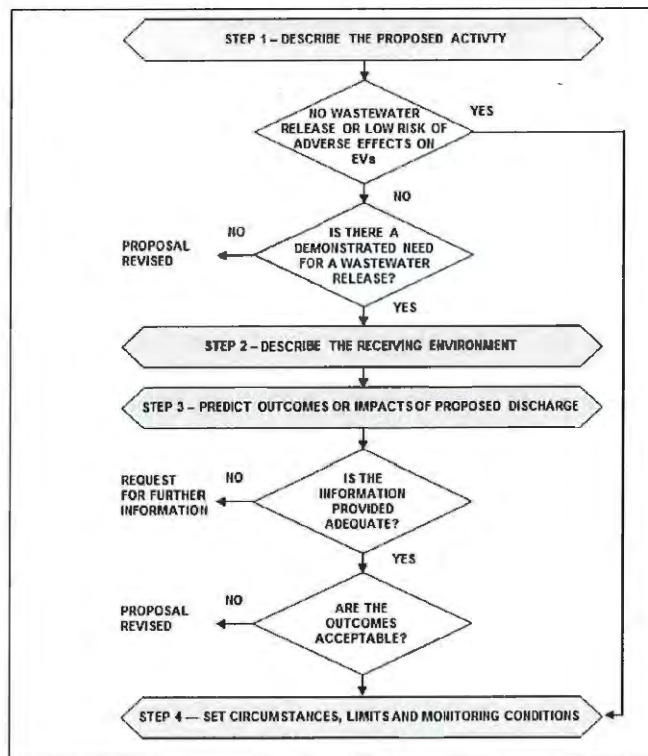 STEP 1 – DESCRIBE THE PROPOSED ACTIVTY
NO WASTEWATER
RELEASE OR LOW RISK OF
ADVERSE EFFECTS ON
EVs
YES
NO
IS THERE A
DEMONSTRATED NEED
FOR A WASTEWATER
RELEASE?
NO
PROPOSAL
REVISED
YES
STEP 2 – DESCRIBE THE RECEIVING ENVIRONMENT
STEP 3 – PREDICT OUTCOMES OR IMPACTS OF PROPOSED DISCHARGE
IS THE
INFORMATION
PROVIDED
ADEQUATE?
NO
REQUEST
FOR FURTHER
INFORMATION
YES
ARE THE
OUTCOMES
ACCEPTABLE?
NO
PROPOSAL
REVISED
STEP 4 — SET CIRCUMSTANCES, LIMITS AND MONITORING CONDITIONS